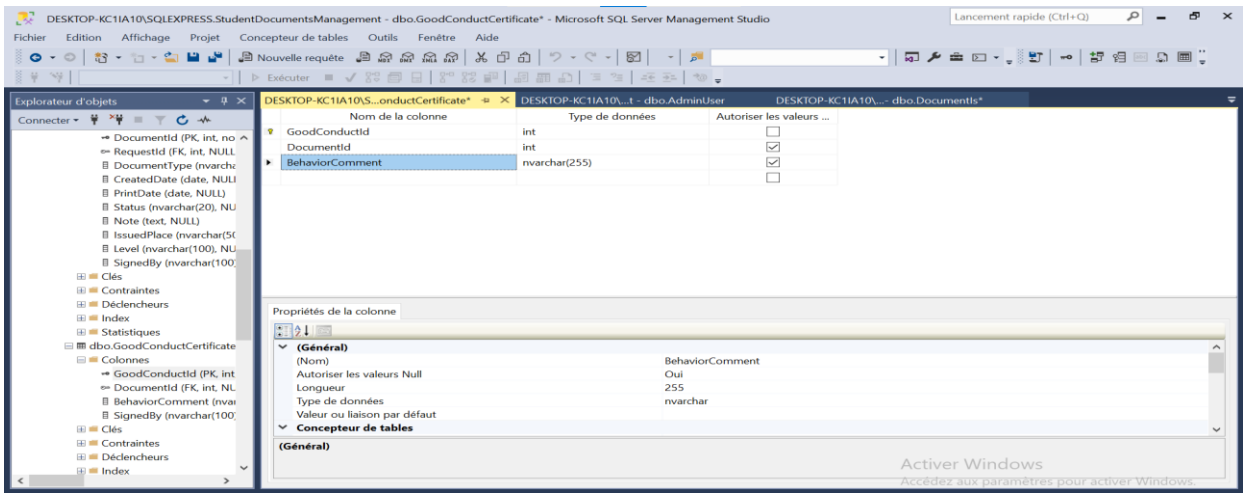 DESKTOP-KC1IA10\SQLEXPRESS.StudentDocumentsManagement - dbo.GoodConductCertificate* - Microsoft SQL Server Management Studio
Lancement rapide (Ctrl+Q)
Fichier Edition Affichage Projet Concepteur de tables Outils Fenêtre Aide
Nouvelle requête
Exécuter
Explorateur d'objets
Connecter
DocumentId (PK, int, no
RequestId (FK, int, NULL
DocumentType (nvarcha
CreatedDate (date, NULI
PrintDate (date, NULL)
Status (nvarchar(20), NU
Note (text, NULL)
IssuedPlace (nvarchar(50
Level (nvarchar(100), NU
SignedBy (nvarchar(100)
Clés
Contraintes
Déclencheurs
Index
Statistiques
dbo.GoodConductCertificate
Colonnes
GoodConductId (PK, int
DocumentId (FK, int, NL
BehaviorComment (nvar
SignedBy (nvarchar(100)
Clés
Contraintes
Déclencheurs
Index
DESKTOP-KC1IA10\S...onductCertificate* DESKTOP-KC1IA10\...t - dbo.AdminUser DESKTOP-KC1IA10\...- dbo.DocumentIs*
Nom de la colonne Type de données Autoriser les valeurs ...
GoodConductId int
DocumentId int
BehaviorComment nvarchar(255)
Propriétés de la colonne
(Général)
(Nom) BehaviorComment
Autoriser les valeurs Null Oui
Longueur 255
Type de données nvarchar
Valeur ou liaison par défaut
Concepteur de tables
(Général)
Activer Windows
Accédez aux paramètres pour activer Windows.